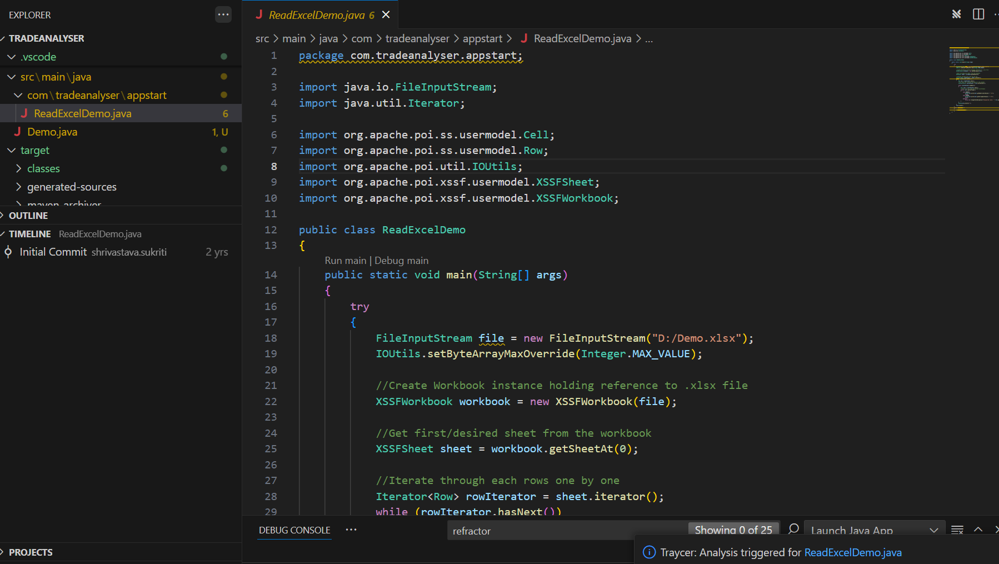 EXPLORER
TRADEANALYSER
.vscode
src\main\java
com\tradeanalyser\appstart
J ReadExcelDemo.java 6
J Demo.java 1, U
target
classes
generated-sources
maven-archiver
OUTLINE
TIMELINE ReadExcelDemo.java
Initial Commit shrivastava.sukriti 2 yrs
PROJECTS
J ReadExcelDemo.java 6
src > main > java > com > tradeanalyser > appstart > J ReadExcelDemo.java > ...
1 package com.tradeanalyser.appstart;
2
3 import java.io.FileInputStream;
4 import java.util.Iterator;
5
6 import org.apache.poi.ss.usermodel.Cell;
7 import org.apache.poi.ss.usermodel.Row;
8 import org.apache.poi.util.IOUtils;
9 import org.apache.poi.xssf.usermodel.XSSFSheet;
10 import org.apache.poi.xssf.usermodel.XSSFWorkbook;
11
12 public class ReadExcelDemo
13 {
Run main | Debug main
14 public static void main(String[] args)
15 {
16 try
17 {
18 FileInputStream file = new FileInputStream("D:/Demo.xlsx");
19 IOUtils.setByteArrayMaxOverride(Integer.MAX_VALUE);
20
21 //Create Workbook instance holding reference to .xlsx file
22 XSSFWorkbook workbook = new XSSFWorkbook(file);
23
24 //Get first/desired sheet from the workbook
25 XSSFSheet sheet = workbook.getSheetAt(0);
26
27 //Iterate through each rows one by one
28 Iterator<Row> rowIterator = sheet.iterator();
29 while (rowIterator.hasNext())
DEBUG CONSOLE ... refractor Showing 0 of 25 Launch Java App
Traycer: Analysis triggered for ReadExcelDemo.java